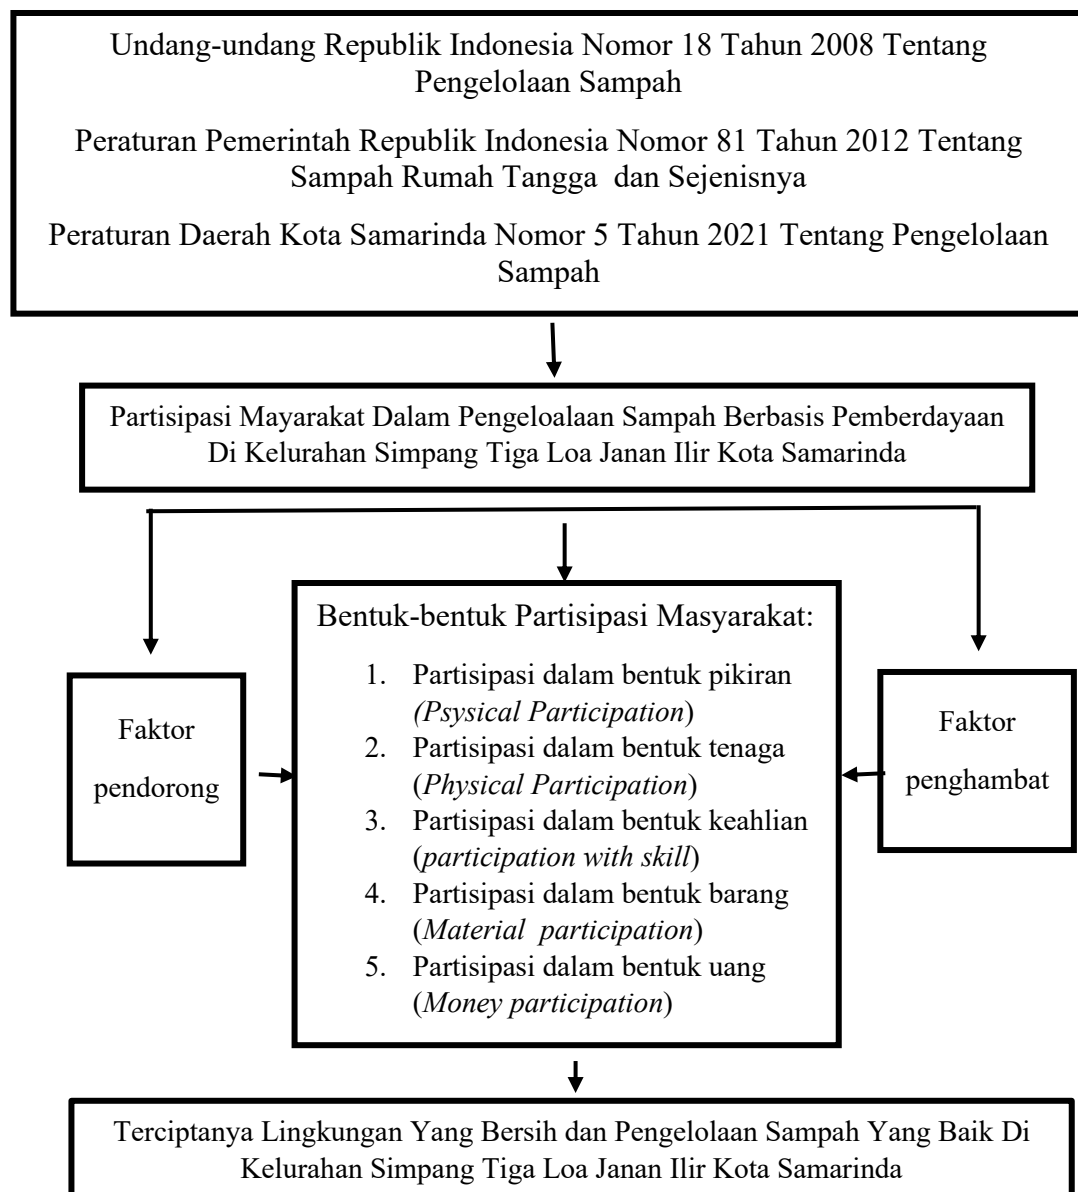 Undang-undang Republik Indonesia Nomor 18 Tahun 2008 Tentang
Pengelolaan Sampah
Peraturan Pemerintah Republik Indonesia Nomor 81 Tahun 2012 Tentang
Sampah Rumah Tangga dan Sejenisnya
Peraturan Daerah Kota Samarinda Nomor 5 Tahun 2021 Tentang Pengelolaan
Sampah
Partisipasi Mayarakat Dalam Pengeloalaan Sampah Berbasis Pemberdayaan
Di Kelurahan Simpang Tiga Loa Janan Ilir Kota Samarinda
Faktor
pendorong
Bentuk-bentuk Partisipasi Masyarakat:
1. Partisipasi dalam bentuk pikiran
(Psysical Participation)
2. Partisipasi dalam bentuk tenaga
(Physical Participation)
3. Partisipasi dalam bentuk keahlian
(participation with skill)
4. Partisipasi dalam bentuk barang
(Material participation)
5. Partisipasi dalam bentuk uang
(Money participation)
Faktor
penghambat
Terciptanya Lingkungan Yang Bersih dan Pengelolaan Sampah Yang Baik Di
Kelurahan Simpang Tiga Loa Janan Ilir Kota Samarinda